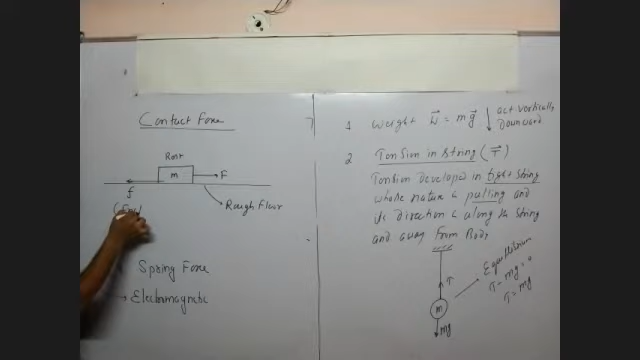 Contact Force
Rest
m
F
f
Rough Floor
Spring Force
→ Electromagnetic
1 Weight W⃗ = mg⃗ ↓ act vertically
downward
2 Tension in string (T⃗)
Tension developed in tight string
whose nature is pulling and
its direction is along the string
and away from Body
T
m
mg
Equilibrium
T - mg = 0
T = mg